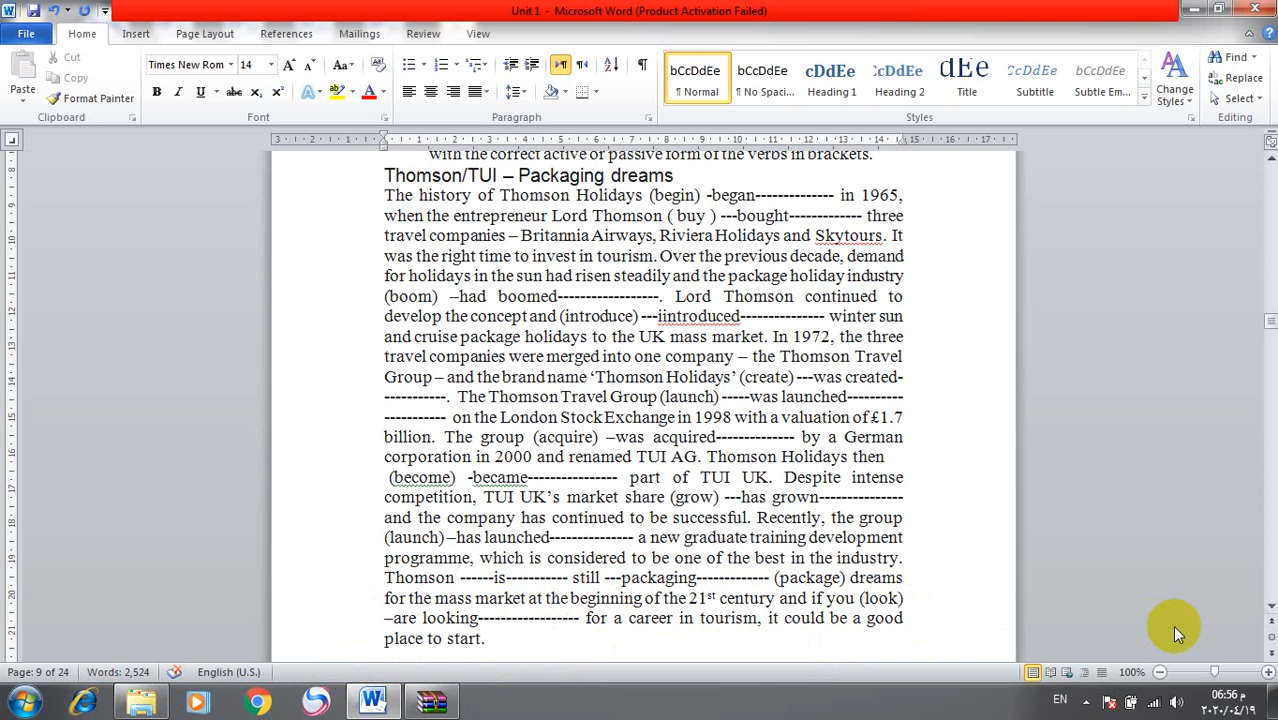 Unit 1 - Microsoft Word (Product Activation Failed)
File Home Insert Page Layout References Mailings Review View
Cut
Copy
Format Painter
Paste
Clipboard
Times New Rom 14
Font
Paragraph
bCcDdEe bCcDdEe cDdEe :cDdEe dEe CcDdEe bCcDdEe
¶ Normal ¶ No Spaci... Heading 1 Heading 2 Title Subtitle Subtle Em...
Change Styles
Styles
Find
Replace
Select
Editing
with the correct active or passive form of the verbs in brackets.
Thomson/TUI – Packaging dreams
The history of Thomson Holidays (begin) -began-------------- in 1965,
when the entrepreneur Lord Thomson ( buy ) ---bought------------- three
travel companies – Britannia Airways, Riviera Holidays and Skytours. It
was the right time to invest in tourism. Over the previous decade, demand
for holidays in the sun had risen steadily and the package holiday industry
(boom) –had boomed------------------. Lord Thomson continued to
develop the concept and (introduce) ---iintroduced--------------- winter sun
and cruise package holidays to the UK mass market. In 1972, the three
travel companies were merged into one company – the Thomson Travel
Group – and the brand name ‘Thomson Holidays’ (create) ---was created-
-----------. The Thomson Travel Group (launch) -----was launched----------
----------- on the London Stock Exchange in 1998 with a valuation of £1.7
billion. The group (acquire) –was acquired-------------- by a German
corporation in 2000 and renamed TUI AG. Thomson Holidays then
(become) -became---------------- part of TUI UK. Despite intense
competition, TUI UK’s market share (grow) ---has grown---------------
and the company has continued to be successful. Recently, the group
(launch) –has launched--------------- a new graduate training development
programme, which is considered to be one of the best in the industry.
Thomson ------is----------- still ---packaging------------- (package) dreams
for the mass market at the beginning of the 21st century and if you (look)
–are looking------------------ for a career in tourism, it could be a good
place to start.
Page: 9 of 24 Words: 2,524 English (U.S.) 100%
EN
06:56 م
٢٠٢٠/٠٤/١٩